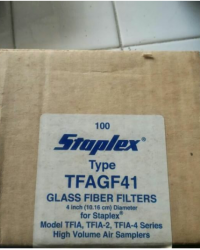 100
Staplex®
Type
TFAGF41
GLASS FIBER FILTERS
4 inch (10.16 cm) Diameter
for Staplex®
Model TFIA, TFIA-2, TFIA-4 Series
High Volume Air Samplers